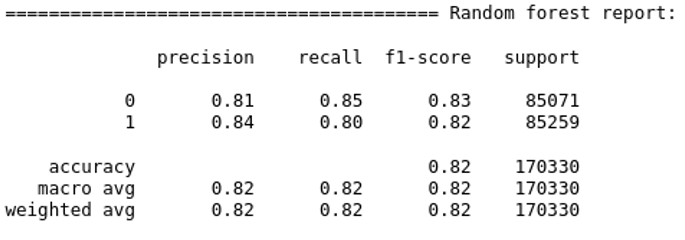 ======================================== Random forest report:
precision recall f1-score support
0 0.81 0.85 0.83 85071
1 0.84 0.80 0.82 85259
accuracy 0.82 170330
macro avg 0.82 0.82 0.82 170330
weighted avg 0.82 0.82 0.82 170330